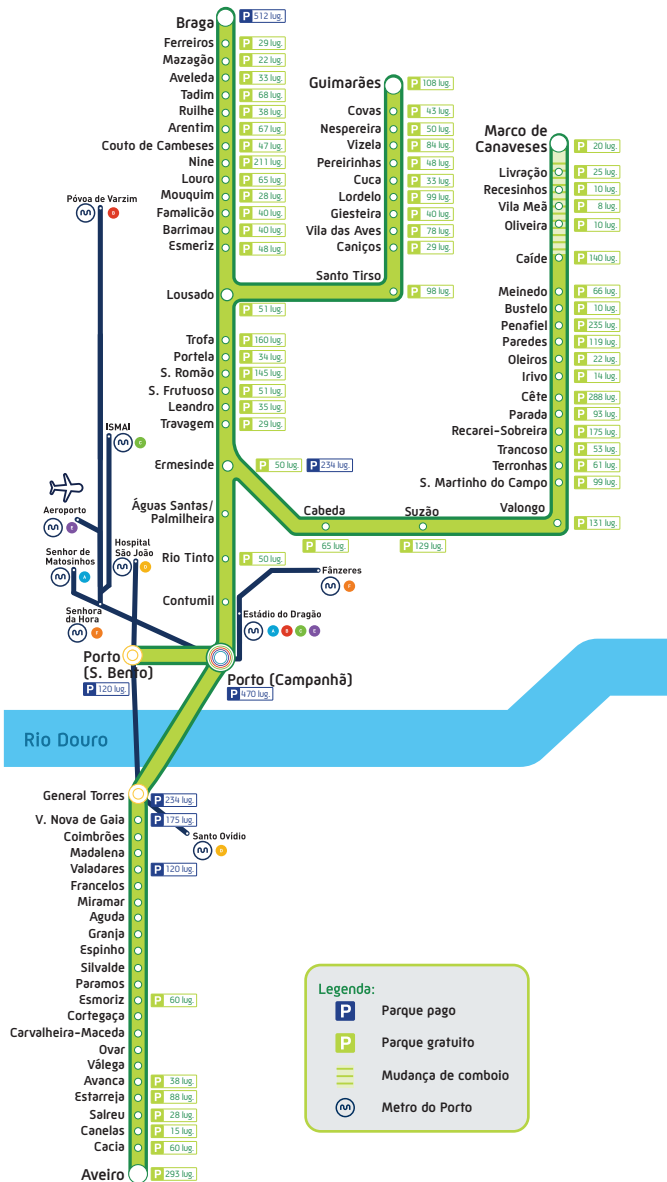 Braga
P 512 lug.
Ferreiros
P 29 lug.
Mazagão
P 22 lug.
Aveleda
P 33 lug.
Tadim
P 68 lug.
Ruilhe
P 38 lug.
Arentim
P 67 lug.
Couto de Cambeses
P 47 lug.
Nine
P 211 lug.
Louro
P 65 lug.
Mouquim
P 28 lug.
Famalicão
P 40 lug.
Barrimau
P 40 lug.
Esmeriz
P 48 lug.
Lousado
P 51 lug.
Guimarães
P 108 lug.
Covas
P 43 lug.
Nespereira
P 50 lug.
Vizela
P 84 lug.
Pereirinhas
P 48 lug.
Cuca
P 33 lug.
Lordelo
P 99 lug.
Giesteira
P 40 lug.
Vila das Aves
P 78 lug.
Caniços
P 29 lug.
Santo Tirso
P 98 lug.
Marco de
Canaveses
P 20 lug.
Livração
P 25 lug.
Recesinhos
P 10 lug.
Vila Meã
P 8 lug.
Oliveira
P 10 lug.
Caíde
P 140 lug.
Meinedo
P 66 lug.
Bustelo
P 10 lug.
Penafiel
P 235 lug.
Paredes
P 119 lug.
Oleiros
P 22 lug.
Irivo
P 14 lug.
Cête
P 288 lug.
Parada
P 93 lug.
Recarei-Sobreira
P 175 lug.
Trancoso
P 53 lug.
Terronhas
P 61 lug.
S. Martinho do Campo
P 99 lug.
Valongo
P 131 lug.
Suzão
P 129 lug.
Cabeda
P 65 lug.
Trofa
P 160 lug.
Portela
P 34 lug.
S. Romão
P 145 lug.
S. Frutuoso
P 51 lug.
Leandro
P 35 lug.
Travagem
P 29 lug.
Ermesinde
P 50 lug. P 234 lug.
Águas Santas/
Palmilheira
Rio Tinto
P 50 lug.
Contumil
Póvoa de Varzim
B
ISMAI
C
Aeroporto
E
Senhor de
Matosinhos
A
Hospital
São João
D
Senhora
da Hora
F
Fânzeres
F
Estádio do Dragão
A B C E
Porto
(S. Bento)
P 120 lug.
Porto (Campanhã)
P 470 lug.
Rio Douro
General Torres
P 234 lug.
V. Nova de Gaia
P 175 lug.
Santo Ovídio
D
Coimbrões
Madalena
Valadares
P 120 lug.
Francelos
Miramar
Aguda
Granja
Espinho
Silvalde
Paramos
Esmoriz
P 60 lug.
Cortegaça
Carvalheira-Maceda
Ovar
Válega
Avanca
P 38 lug.
Estarreja
P 88 lug.
Salreu
P 28 lug.
Canelas
P 15 lug.
Cacia
P 60 lug.
Aveiro
P 293 lug.
Legenda:
P Parque pago
P Parque gratuito
Mudança de comboio
Metro do Porto